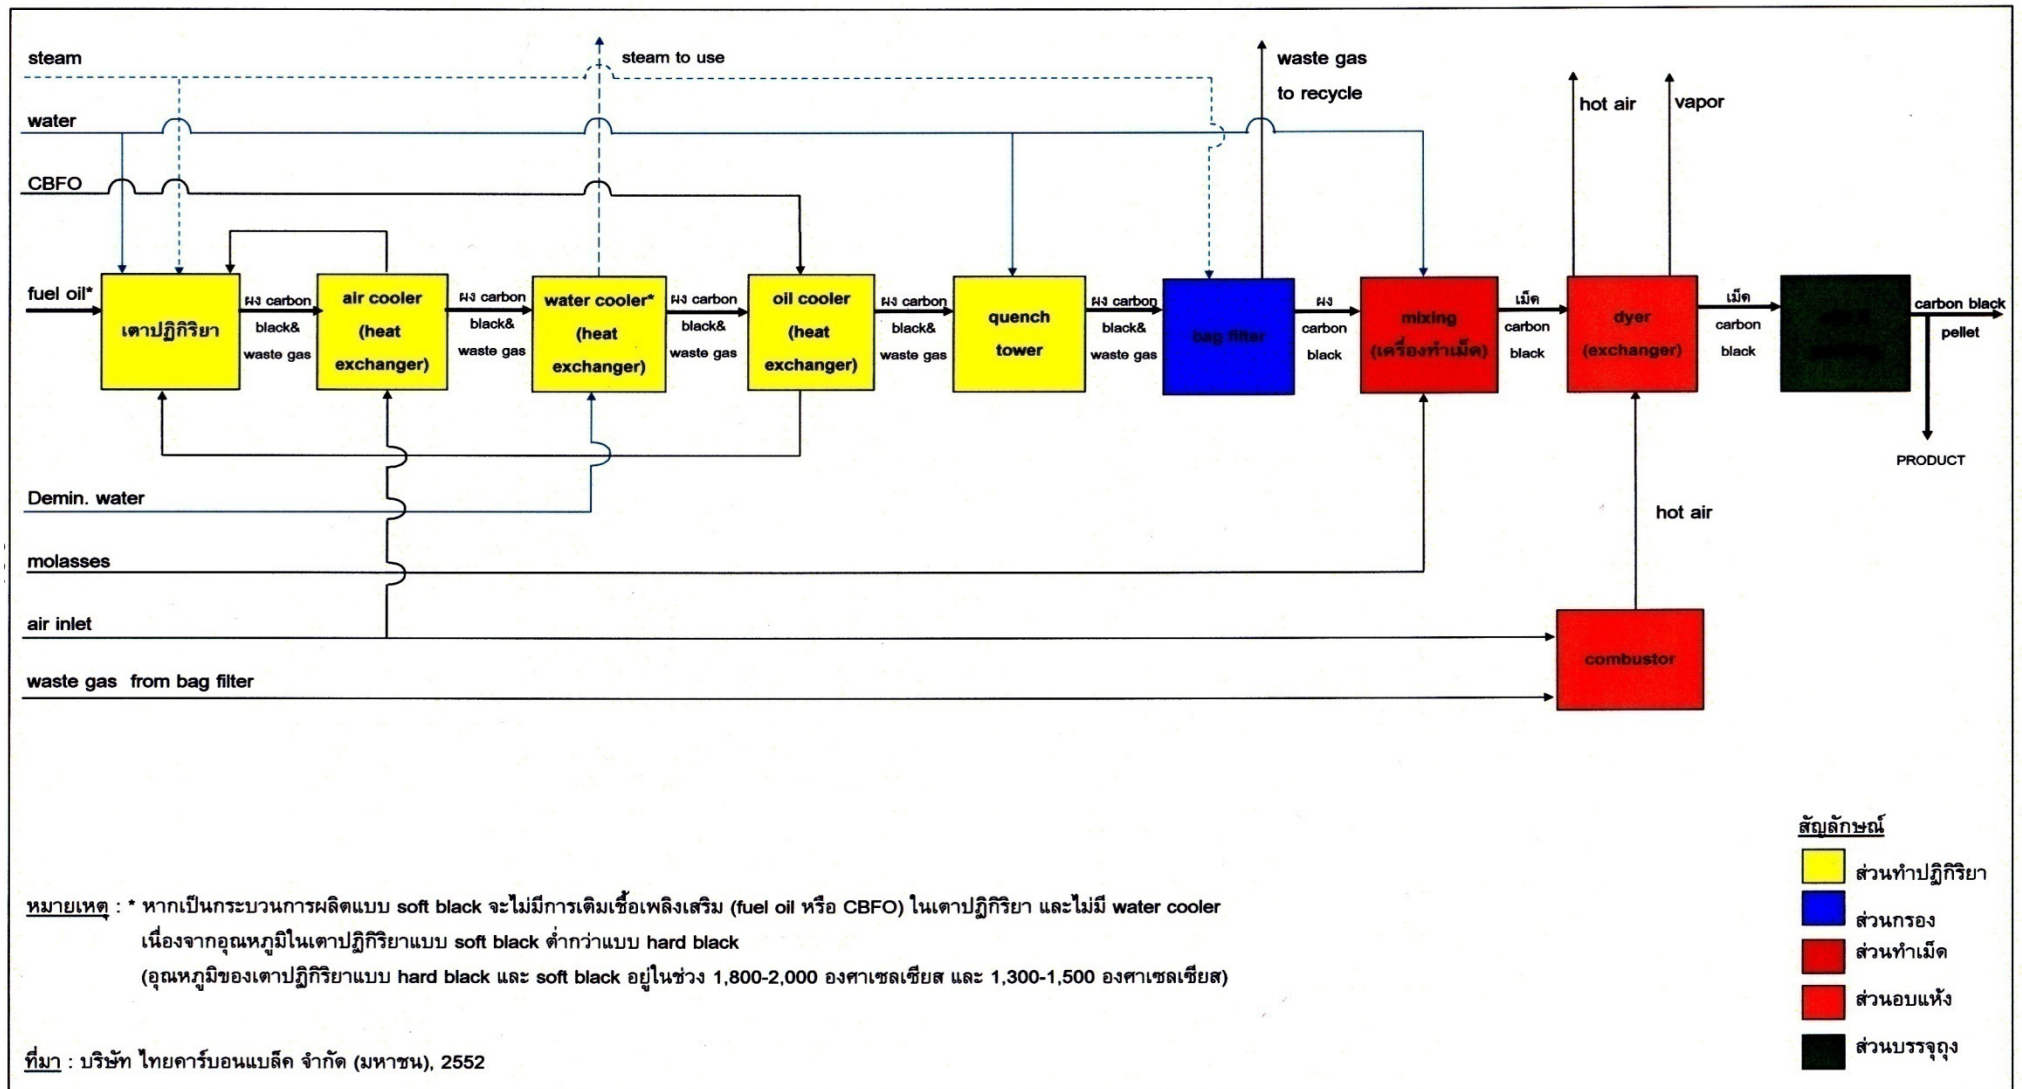 steam
steam to use
waste gas
to recycle
hot air
vapor
water
CBFO
fuel oil*
เตาปฏิกิริยา
ผง carbon
black&
waste gas
air cooler
(heat
exchanger)
ผง carbon
black&
waste gas
water cooler*
(heat
exchanger)
ผง carbon
black&
waste gas
oil cooler
(heat
exchanger)
ผง carbon
black&
waste gas
quench
tower
ผง carbon
black&
waste gas
bag filter
ผง
carbon
black
mixing
(เครื่องทำเม็ด)
เม็ด
carbon
black
dyer
(exchanger)
เม็ด
carbon
black
carbon black
pellet
PRODUCT
Demin. water
hot air
molasses
air inlet
combustor
waste gas from bag filter
สัญลักษณ์
ส่วนทำปฏิกิริยา
ส่วนกรอง
ส่วนทำเม็ด
ส่วนอบแห้ง
ส่วนบรรจุถุง
หมายเหตุ : * หากเป็นกระบวนการผลิตแบบ soft black จะไม่มีการเติมเชื้อเพลิงเสริม (fuel oil หรือ CBFO) ในเตาปฏิกิริยา และไม่มี water cooler
เนื่องจากอุณหภูมิในเตาปฏิกิริยาแบบ soft black ต่ำกว่าแบบ hard black
(อุณหภูมิของเตาปฏิกิริยาแบบ hard black และ soft black อยู่ในช่วง 1,800-2,000 องศาเซลเซียส และ 1,300-1,500 องศาเซลเซียส)
ที่มา : บริษัท ไทยคาร์บอนแบล็ค จำกัด (มหาชน), 2552